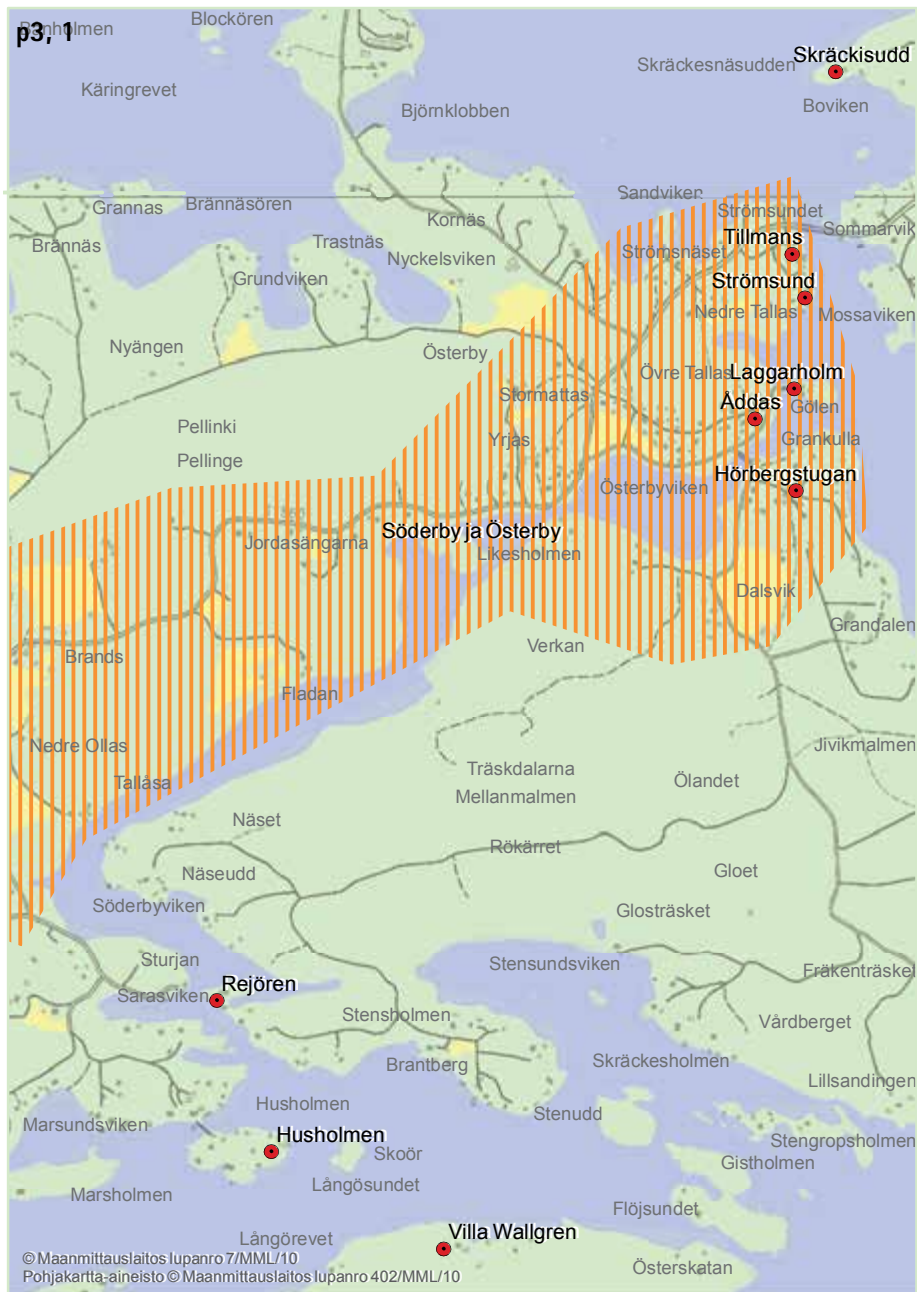 p3, 1
Bänholmen
Blockören
Skräckisudd
Skräckesnäsudden
Käringrevet
Boviken
Björnklobben
Sandviken
Grannas
Brännäsören
Strömsundet
Kornäs
Sommarvik
Brännäs
Trastnäs
Tillmans
Nyckelsviken
Strömsnäset
Grundviken
Strömsund
Nedre Tallas
Mossaviken
Nyängen
Österby
Övre Tallas
Laggarholm
Stormattas
Åddas
Gölen
Pellinki
Yrjas
Grankulla
Pellinge
Hörbergstugan
Österbyviken
Söderby ja Österby
Jordasängarna
Likesholmen
Dalsvik
Grandalen
Verkan
Brands
Fladan
Nedre Ollas
Jivikmalmen
Träskdalarna
Tallåsa
Ölandet
Mellanmalmen
Näset
Rökärret
Gloet
Näseudd
Söderbyviken
Glosträsket
Sturjan
Stensundsviken
Fräkenträsket
Rejören
Sarasviken
Stensholmen
Vårdberget
Brantberg
Skräckesholmen
Lillsandingen
Husholmen
Stenudd
Marsundsviken
Husholmen
Stengropsholmen
Skoör
Gistholmen
Långösundet
Marsholmen
Flöjsundet
Villa Wallgren
Långörevet
© Maanmittauslaitos lupanro 7/MML/10
Österskatan
Pohjakartta-aineisto © Maanmittauslaitos lupanro 402/MML/10